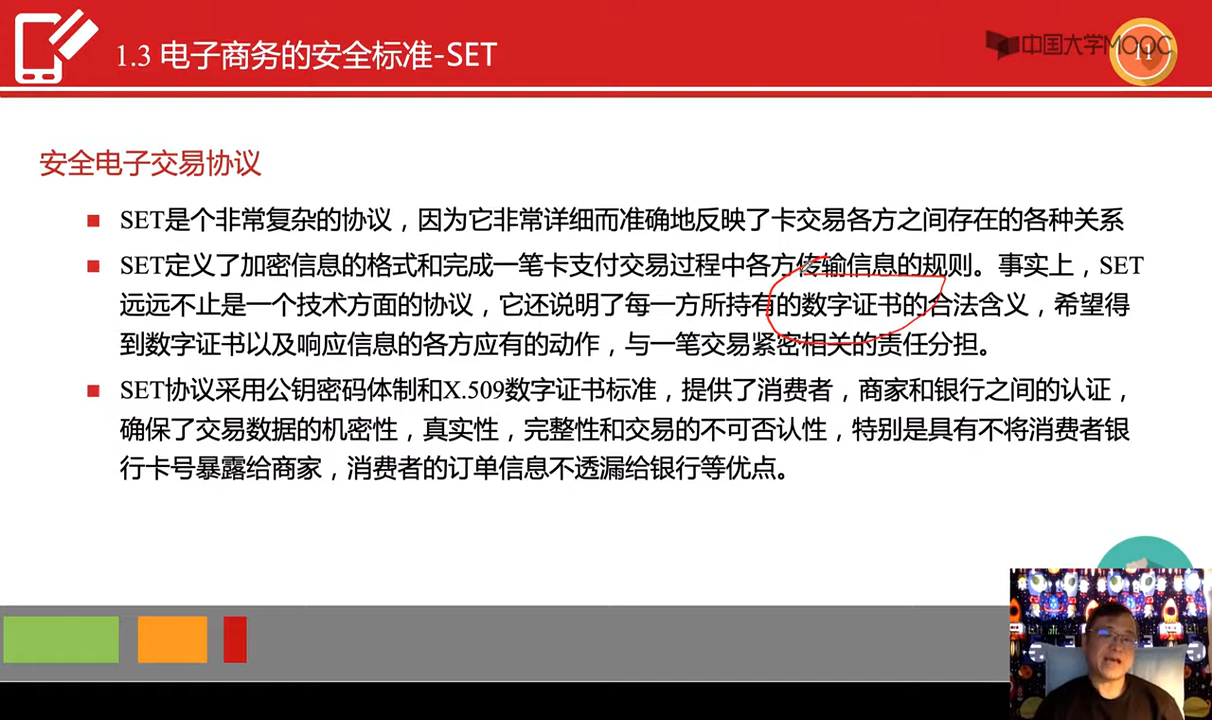 1.3 电子商务的安全标准-SET
中国大学MOOC
11
安全电子交易协议
SET是个非常复杂的协议，因为它非常详细而准确地反映了卡交易各方之间存在的各种关系
SET定义了加密信息的格式和完成一笔卡支付交易过程中各方传输信息的规则。事实上，SET
远远不止是一个技术方面的协议，它还说明了每一方所持有的数字证书的合法含义，希望得
到数字证书以及响应信息的各方应有的动作，与一笔交易紧密相关的责任分担。
SET协议采用公钥密码体制和X.509数字证书标准，提供了消费者，商家和银行之间的认证，
确保了交易数据的机密性，真实性，完整性和交易的不可否认性，特别是具有不将消费者银
行卡号暴露给商家，消费者的订单信息不透漏给银行等优点。